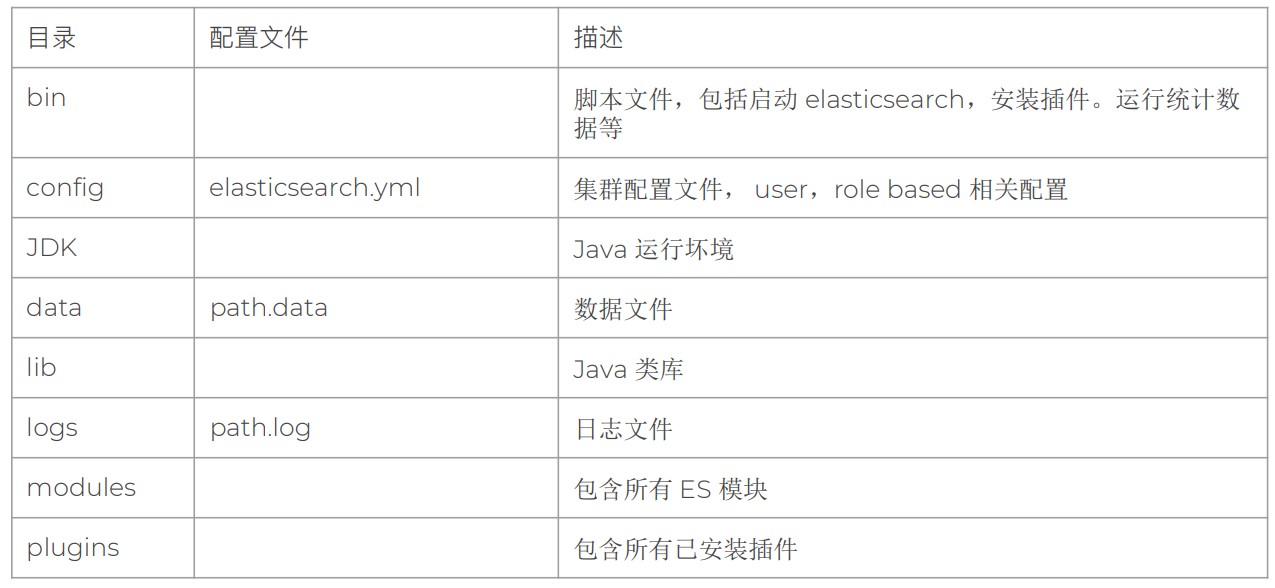 目录 配置文件 描述
bin 脚本文件，包括启动 elasticsearch，安装插件。运行统计数
据等
config elasticsearch.yml 集群配置文件， user，role based 相关配置
JDK Java 运行坏境
data path.data 数据文件
lib Java 类库
logs path.log 日志文件
modules 包含所有 ES 模块
plugins 包含所有已安装插件